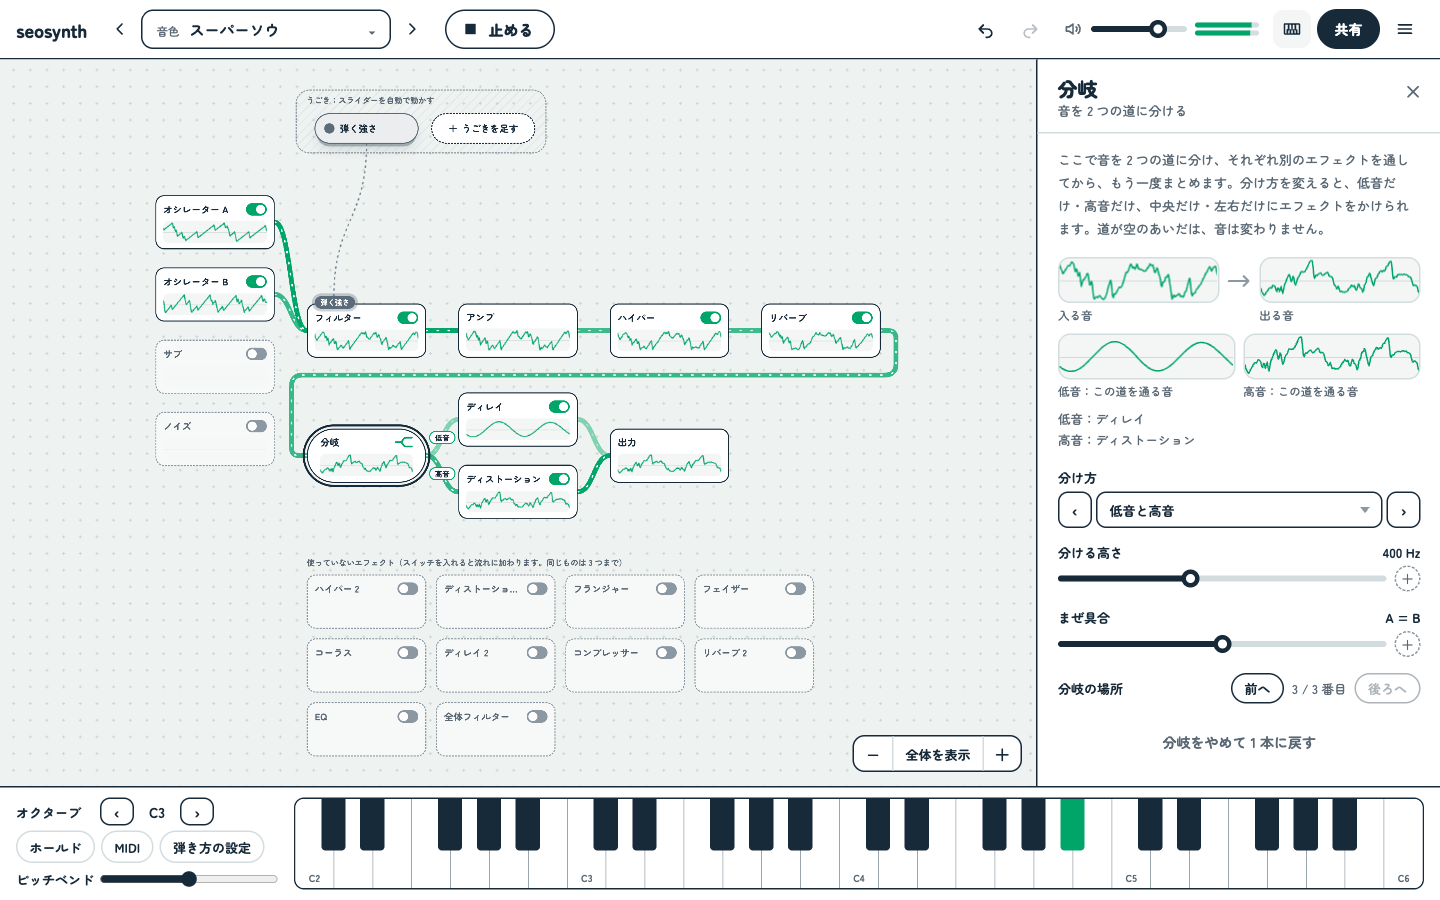 seosynth
音色 スーパーソウ
止める
共有
うごき：スライダーを自動で動かす
弾く強さ
＋ うごきを足す
オシレーター A
オシレーター B
サブ
ノイズ
弾く強さ
フィルター
アンプ
ハイパー
リバーブ
分岐
低音
高音
ディレイ
ディストーション
出力
使っていないエフェクト（スイッチを入れると流れに加わります。同じものは 3 つまで）
ハイパー 2
ディストーショ...
フランジャー
フェイザー
コーラス
ディレイ 2
コンプレッサー
リバーブ 2
EQ
全体フィルター
− 全体を表示 ＋
分岐
音を 2 つの道に分ける
ここで音を 2 つの道に分け、それぞれ別のエフェクトを通し
てから、もう一度まとめます。分け方を変えると、低音だ
け・高音だけ、中央だけ・左右だけにエフェクトをかけられ
ます。道が空のあいだは、音は変わりません。
入る音
出る音
低音：この道を通る音
高音：この道を通る音
低音：ディレイ
高音：ディストーション
分け方
‹ 低音と高音 ›
分ける高さ 400 Hz
まぜ具合 A = B
分岐の場所 前へ 3 / 3 番目 後ろへ
分岐をやめて 1 本に戻す
オクターブ ‹ C3 ›
ホールド MIDI 弾き方の設定
ピッチベンド
C2 C3 C4 C5 C6